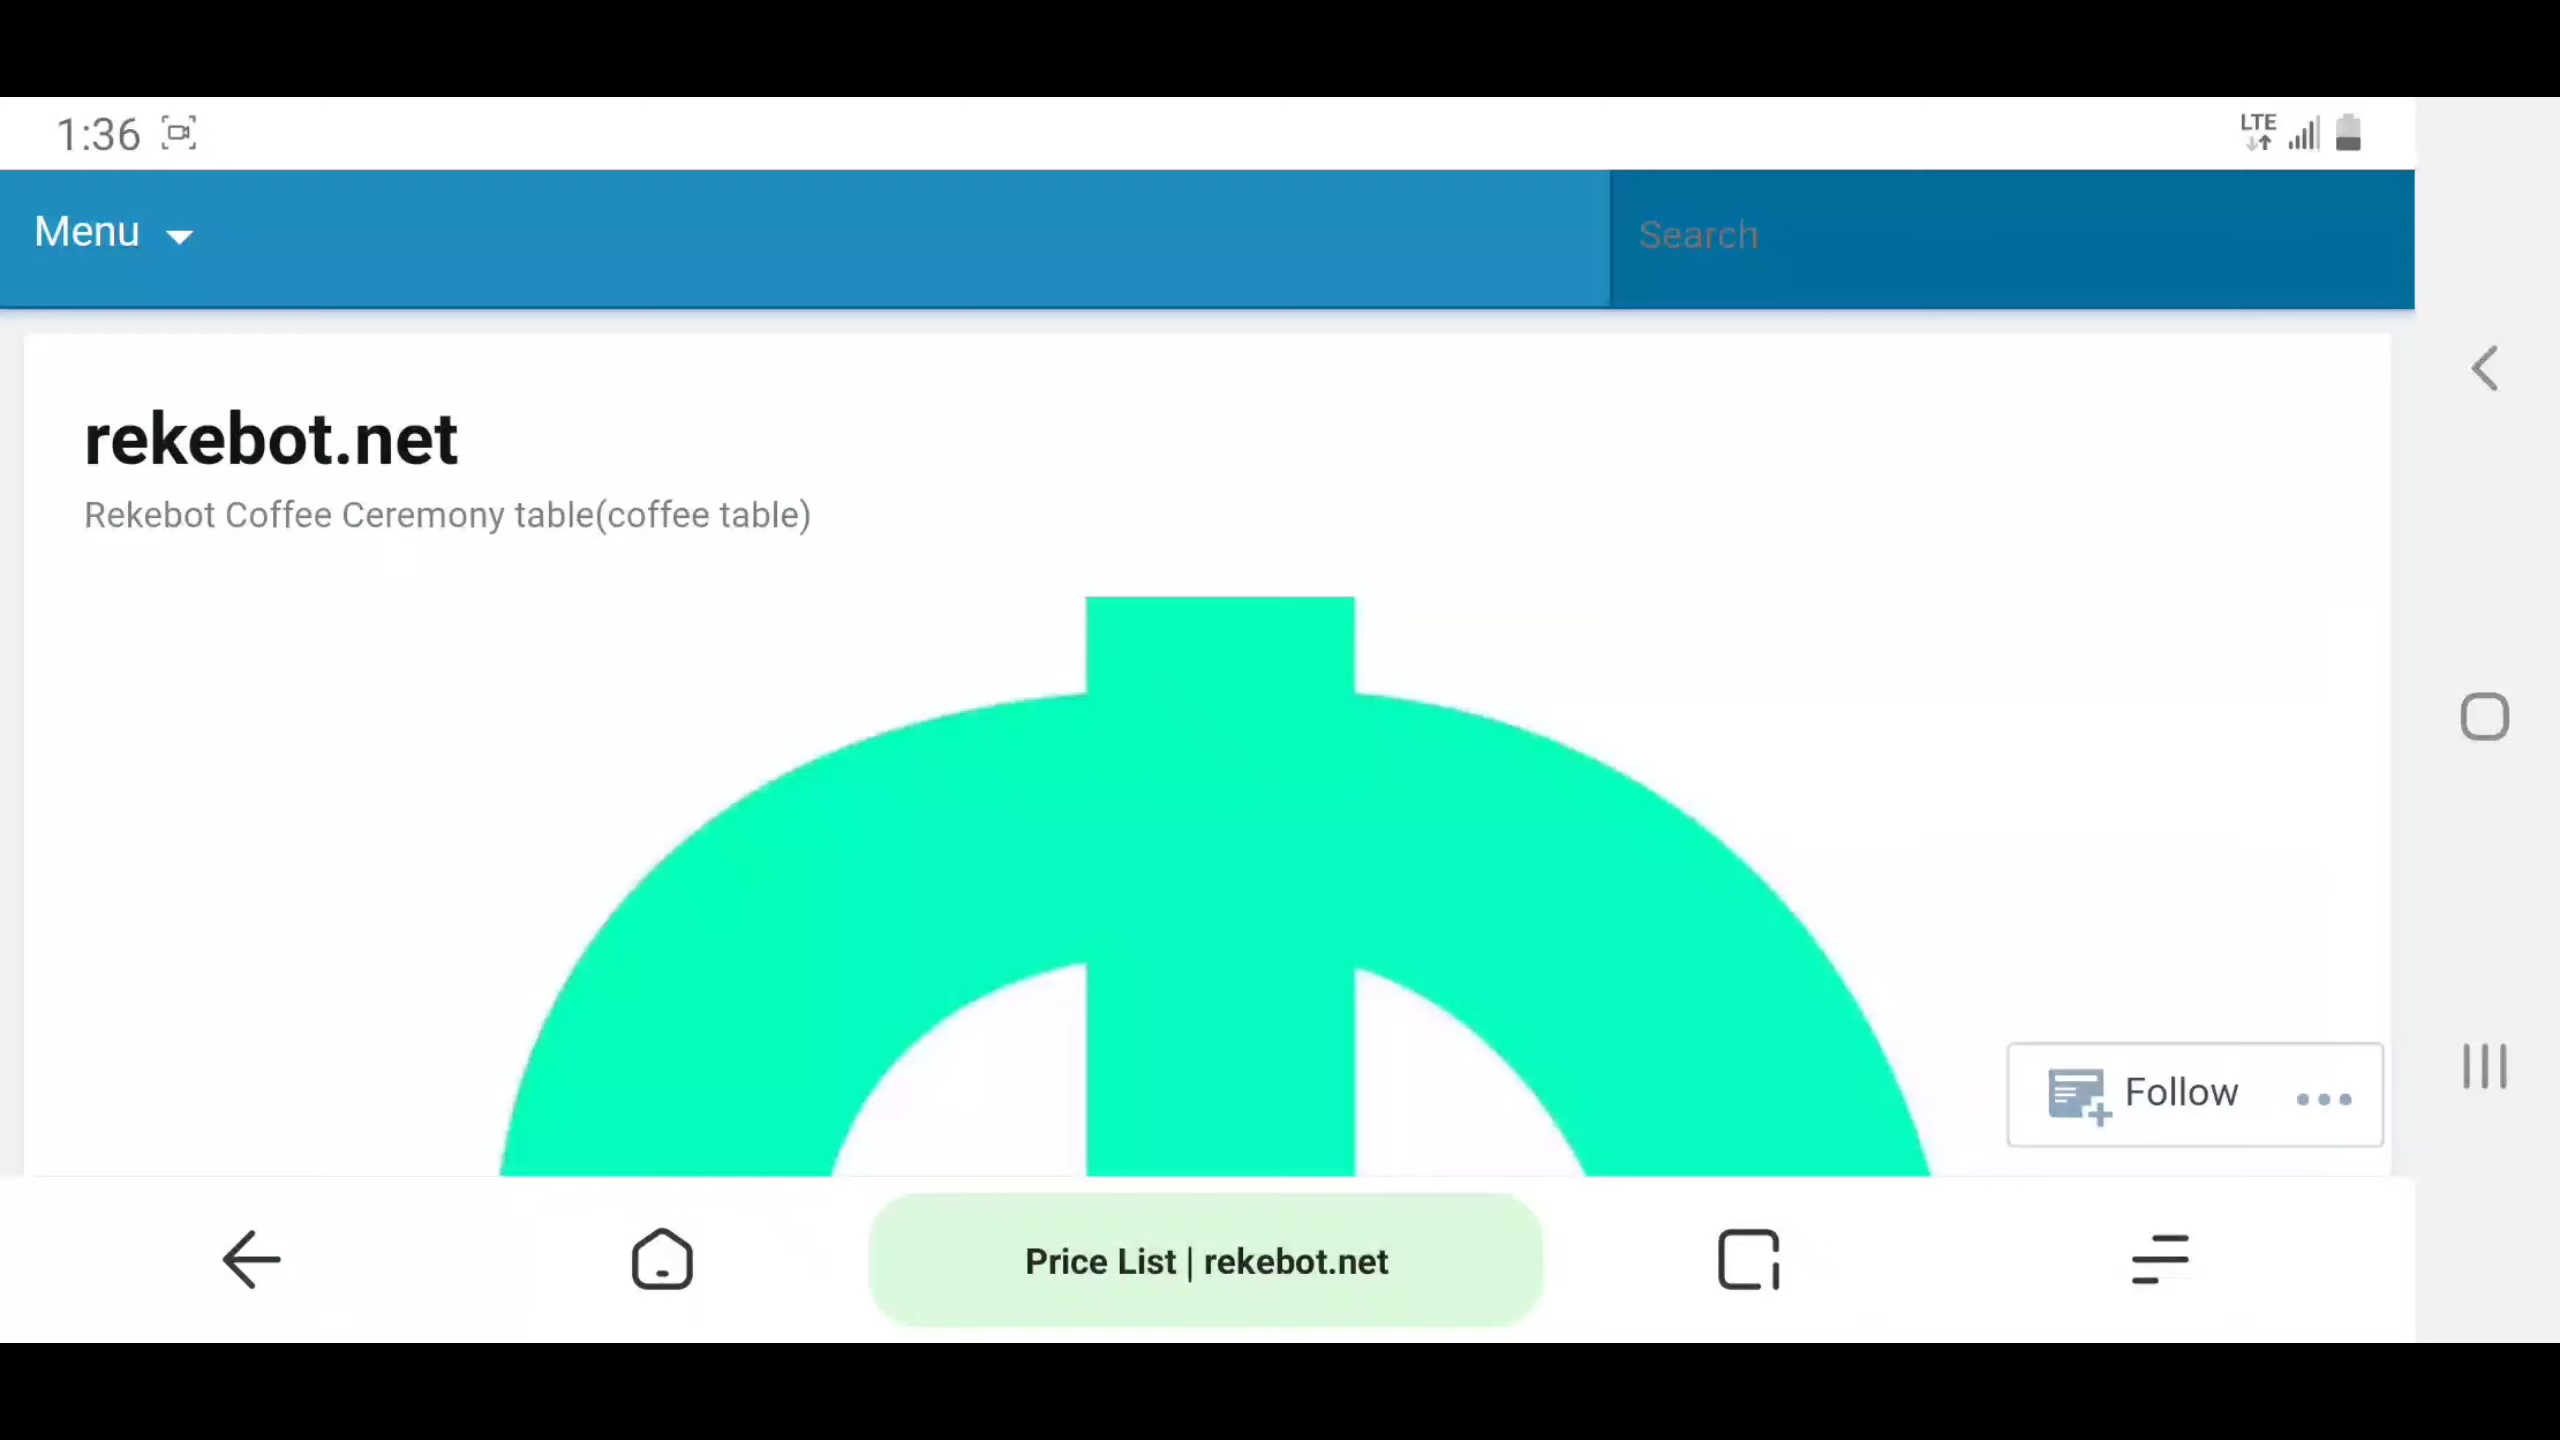 1:36
LTE
Menu
Search
rekebot.net
Rekebot Coffee Ceremony table(coffee table)
Follow
Price List | rekebot.net